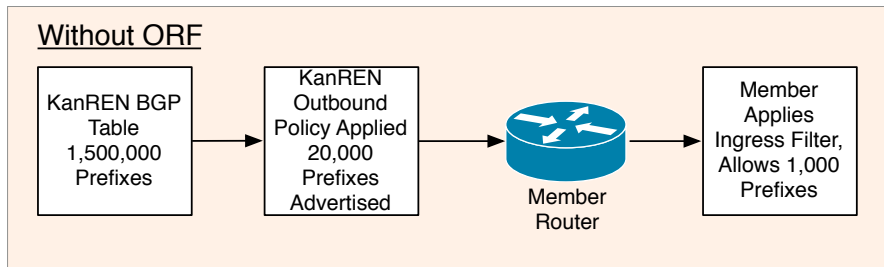 Without ORF
KanREN BGP
Table
1,500,000
Prefixes
KanREN
Outbound
Policy Applied
20,000
Prefixes
Advertised
Member
Router
Member
Applies
Ingress Filter,
Allows 1,000
Prefixes